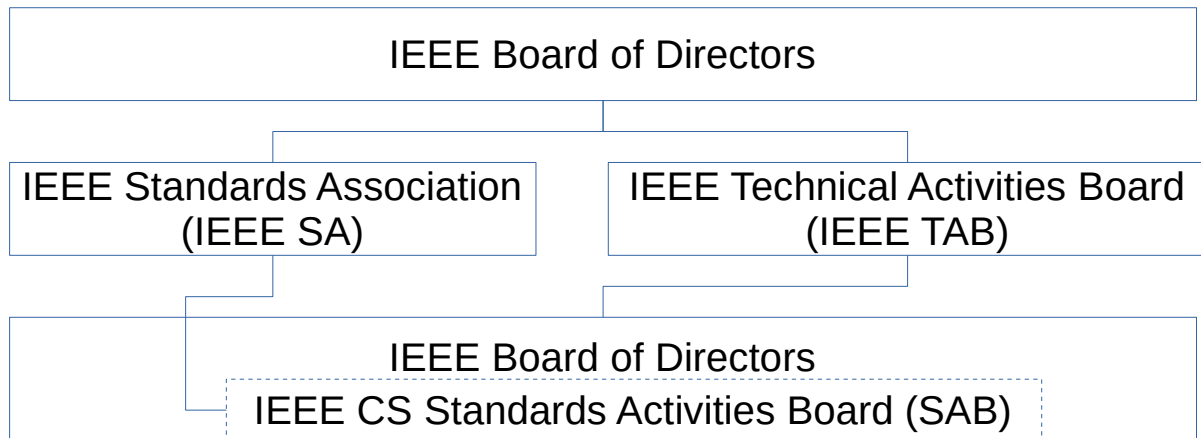 IEEE Board of Directors
IEEE Standards Association
(IEEE SA)
IEEE Technical Activities Board
(IEEE TAB)
IEEE Board of Directors
IEEE CS Standards Activities Board (SAB)